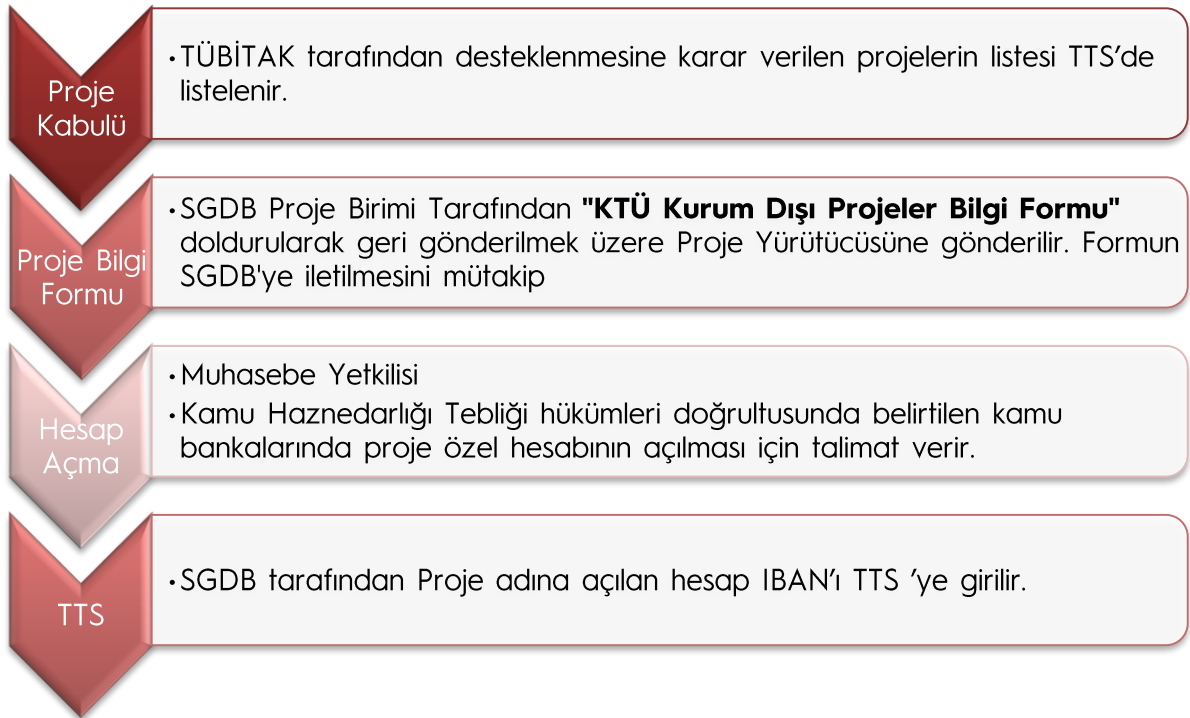 Proje
Kabulü
•TÜBİTAK tarafından desteklenmesine karar verilen projelerin listesi TTS’de
listelenir.
Proje Bilgi
Formu
•SGDB Proje Birimi Tarafından "KTÜ Kurum Dışı Projeler Bilgi Formu"
doldurularak geri gönderilmek üzere Proje Yürütücüsüne gönderilir. Formun
SGDB'ye iletilmesini mütakip
Hesap
Açma
•Muhasebe Yetkilisi
•Kamu Haznedarlığı Tebliği hükümleri doğrultusunda belirtilen kamu
bankalarında proje özel hesabının açılması için talimat verir.
TTS
•SGDB tarafından Proje adına açılan hesap IBAN’ı TTS ’ye girilir.